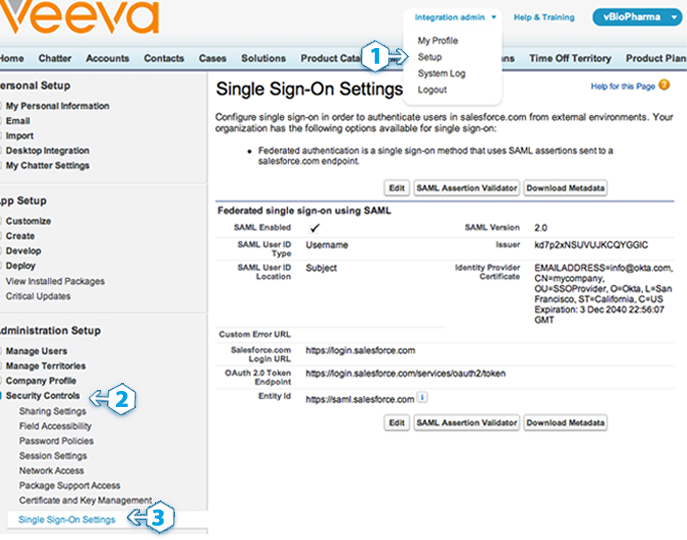 veeva
Integration admin
Help & Training
vBioPharma
My Profile
Setup
System Log
Logout
1
Home Chatter Accounts Contacts Cases Solutions Product Cata ns Time Off Territory Product Plan
ersonal Setup
My Personal Information
Email
Import
Desktop Integration
My Chatter Settings
pp Setup
Customize
Create
Develop
Deploy
View Installed Packages
Critical Updates
dministration Setup
Manage Users
Manage Territories
Company Profile
Security Controls
2
Sharing Settings
Field Accessibility
Password Policies
Session Settings
Network Access
Package Support Access
Certificate and Key Management
Single Sign-On Settings
3
Single Sign-On Settings
Help for this Page ?
Configure single sign-on in order to authenticate users in salesforce.com from external environments. Your
organization has the following options available for single sign-on:
• Federated authentication is a single sign-on method that uses SAML assertions sent to a
salesforce.com endpoint.
Edit SAML Assertion Validator Download Metadata
Federated single sign-on using SAML
SAML Enabled ✓ SAML Version 2.0
SAML User ID
Type Username
Issuer kd7p2xNSUVUJKCQYGGIC
SAML User ID
Location Subject
Identity Provider
Certificate
EMAILADDRESS=info@okta.com,
CN=mycompany,
OU=SSOProvider, O=Okta, L=San
Francisco, ST=California, C=US
Expiration: 3 Dec 2040 22:56:07
GMT
Custom Error URL
Salesforce.com
Login URL https://login.salesforce.com
OAuth 2.0 Token
Endpoint https://login.salesforce.com/services/oauth2/token
Entity Id https://saml.salesforce.com i
Edit SAML Assertion Validator Download Metadata